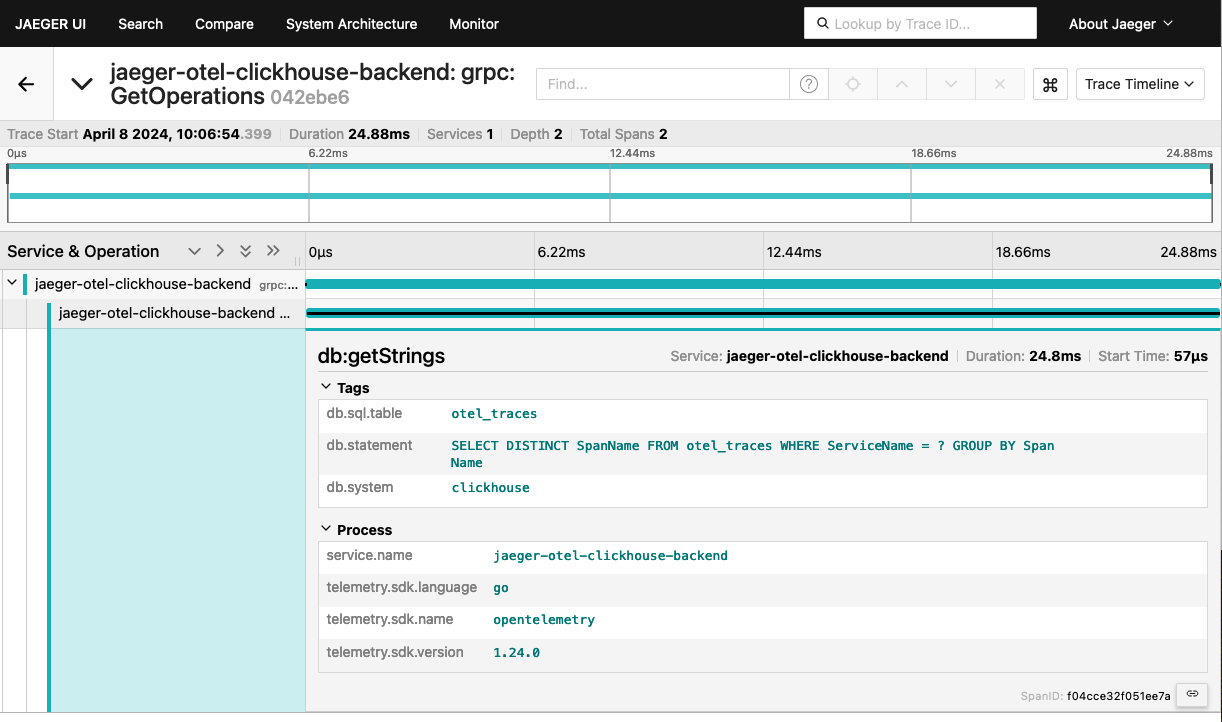 JAEGER UI Search Compare System Architecture Monitor Lookup by Trace ID... About Jaeger
jaeger-otel-clickhouse-backend: grpc:
GetOperations 042ebe6
Find... ? ⌘ Trace Timeline
Trace Start April 8 2024, 10:06:54.399 Duration 24.88ms Services 1 Depth 2 Total Spans 2
0μs 6.22ms 12.44ms 18.66ms 24.88ms
Service & Operation 0μs 6.22ms 12.44ms 18.66ms 24.88ms
jaeger-otel-clickhouse-backend grpc:...
jaeger-otel-clickhouse-backend ...
db:getStrings Service: jaeger-otel-clickhouse-backend Duration: 24.8ms Start Time: 57μs
Tags
db.sql.table otel_traces
db.statement SELECT DISTINCT SpanName FROM otel_traces WHERE ServiceName = ? GROUP BY Span
Name
db.system clickhouse
Process
service.name jaeger-otel-clickhouse-backend
telemetry.sdk.language go
telemetry.sdk.name opentelemetry
telemetry.sdk.version 1.24.0
SpanID: f04cce32f051ee7a